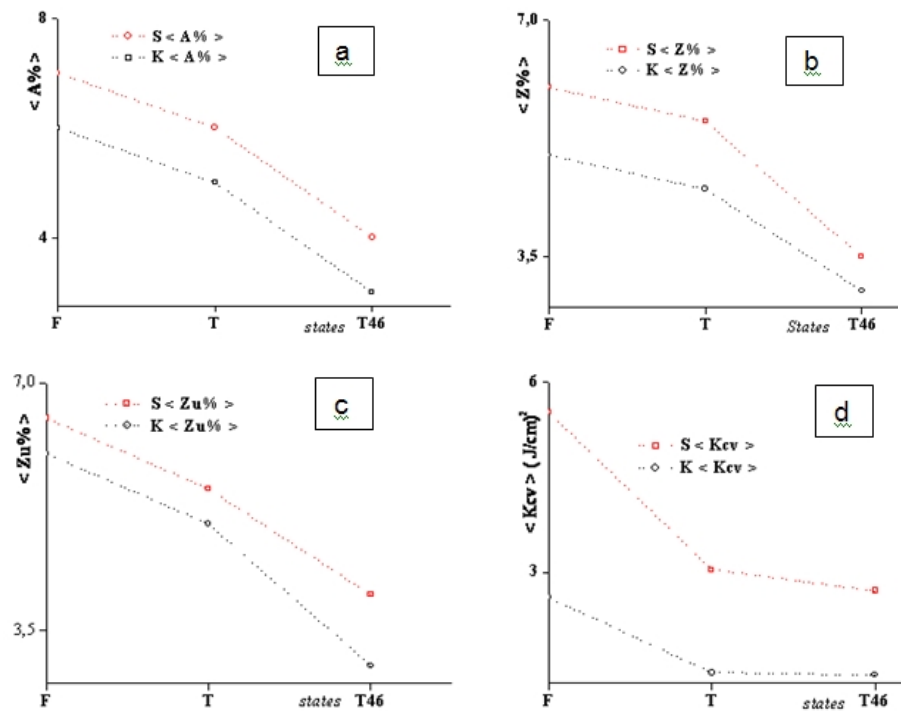 8
S < A% >
K < A% >
a
< A% >
4
F T states T46
7,0
S < Z% >
K < Z% >
b
< Z% >
3,5
F T States T46
7,0
S < Zu% >
K < Zu% >
c
< Zu% >
3,5
F T states T46
6
d
S < Kcv >
K < Kcv >
< Kcv > ( J/cm)²
3
F T states T46